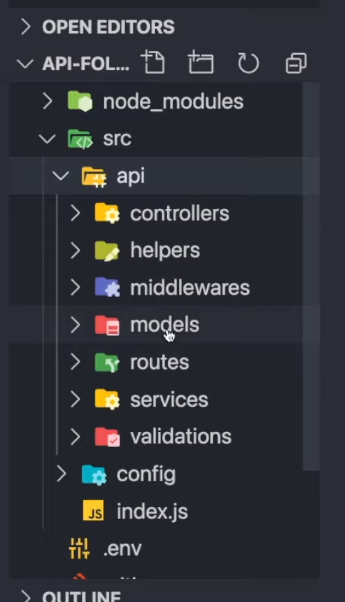 OPEN EDITORS
API-FOL...
node_modules
src
api
controllers
helpers
middlewares
models
routes
services
validations
config
JS index.js
.env
OUTLINE